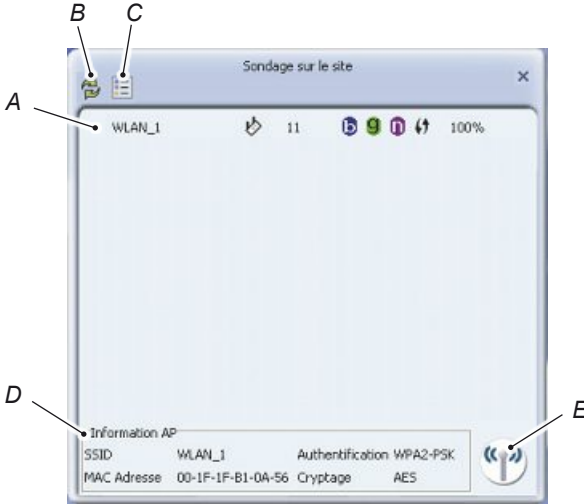 B C
Sondage sur le site
A
WLAN_1 11 b g n 100%
D
E
Information AP
SSID WLAN_1 Authentification WPA2-PSK
MAC Adresse 00-1F-1F-B1-0A-56 Cryptage AES